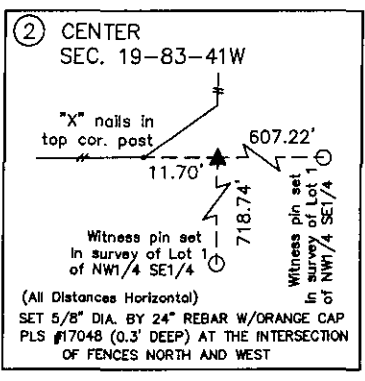 2 CENTER
SEC. 19-83-41W
"X" nails in
top cor. post
607.22'
11.70'
718.74'
Witness pin set
In survey of Lot 1
of NW1/4 SE1/4
Witness pin set
In survey of Lot 1
of NW1/4 SE1/4
(All Distances Horizontal)
SET 5/8" DIA. BY 24" REBAR W/ORANGE CAP
PLS #17048 (0.3' DEEP) AT THE INTERSECTION
OF FENCES NORTH AND WEST